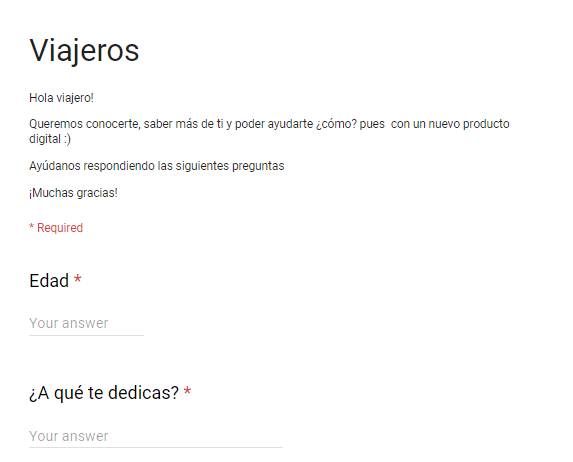 Viajeros
Hola viajero!
Queremos conocerte, saber más de ti y poder ayudarte ¿cómo? pues  con un nuevo producto
digital :)
Ayúdanos respondiendo las siguientes preguntas
¡Muchas gracias!
* Required
Edad *
Your answer
¿A qué te dedicas? *
Your answer